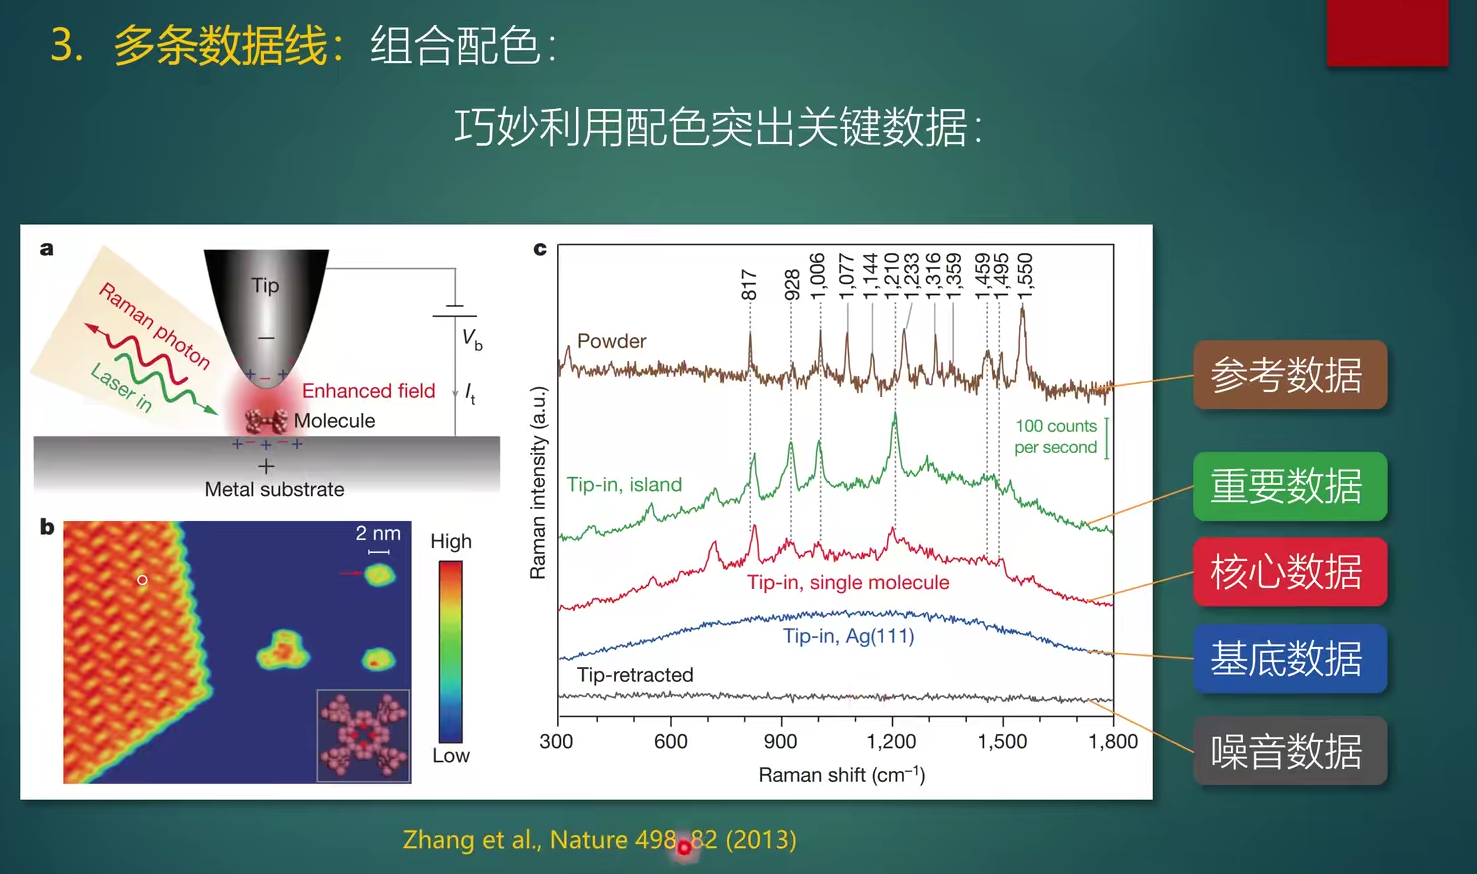 3. 多条数据线：组合配色：
巧妙利用配色突出关键数据：
a
Raman photon
Laser in
Tip
−
+ − +
Vb
It
Enhanced field
Molecule
+ − + − +
+
Metal substrate
b
2 nm
High
Low
c
817
928
1,006
1,077
1,144
1,210
1,233
1,316
1,359
1,459
1,495
1,550
Powder
100 counts
per second
Tip-in, island
Tip-in, single molecule
Tip-in, Ag(111)
Tip-retracted
Raman intensity (a.u.)
300 600 900 1,200 1,500 1,800
Raman shift (cm⁻¹)
参考数据
重要数据
核心数据
基底数据
噪音数据
Zhang et al., Nature 498, 82 (2013)